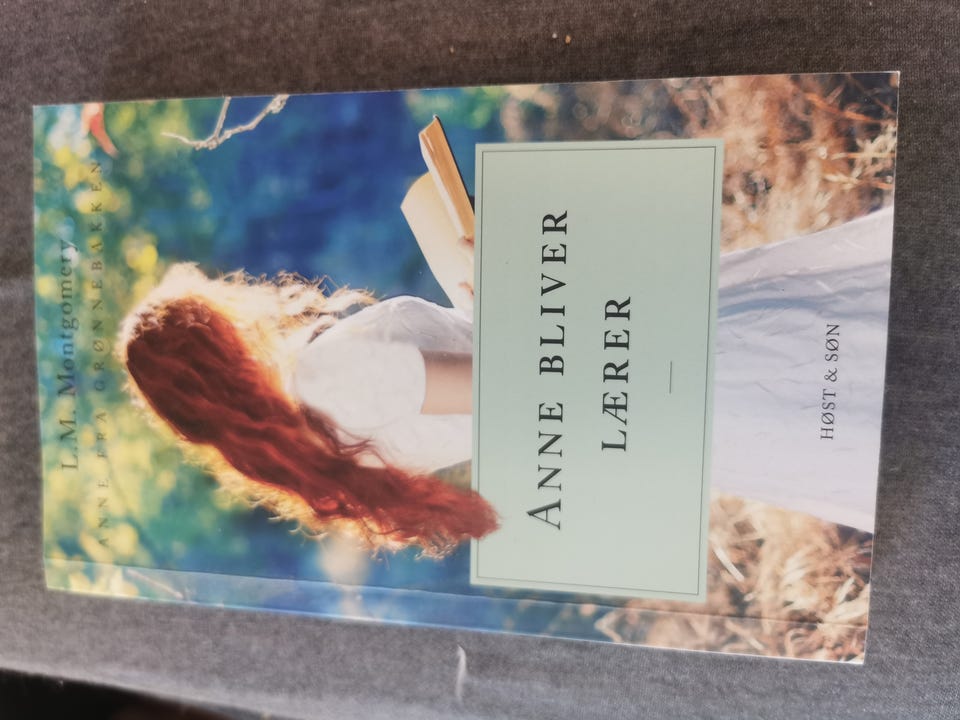 L.M. Montgomery
ANNE FRA GRØNNEBAKKEN
ANNE BLIVER
LÆRER
HØST & SØN